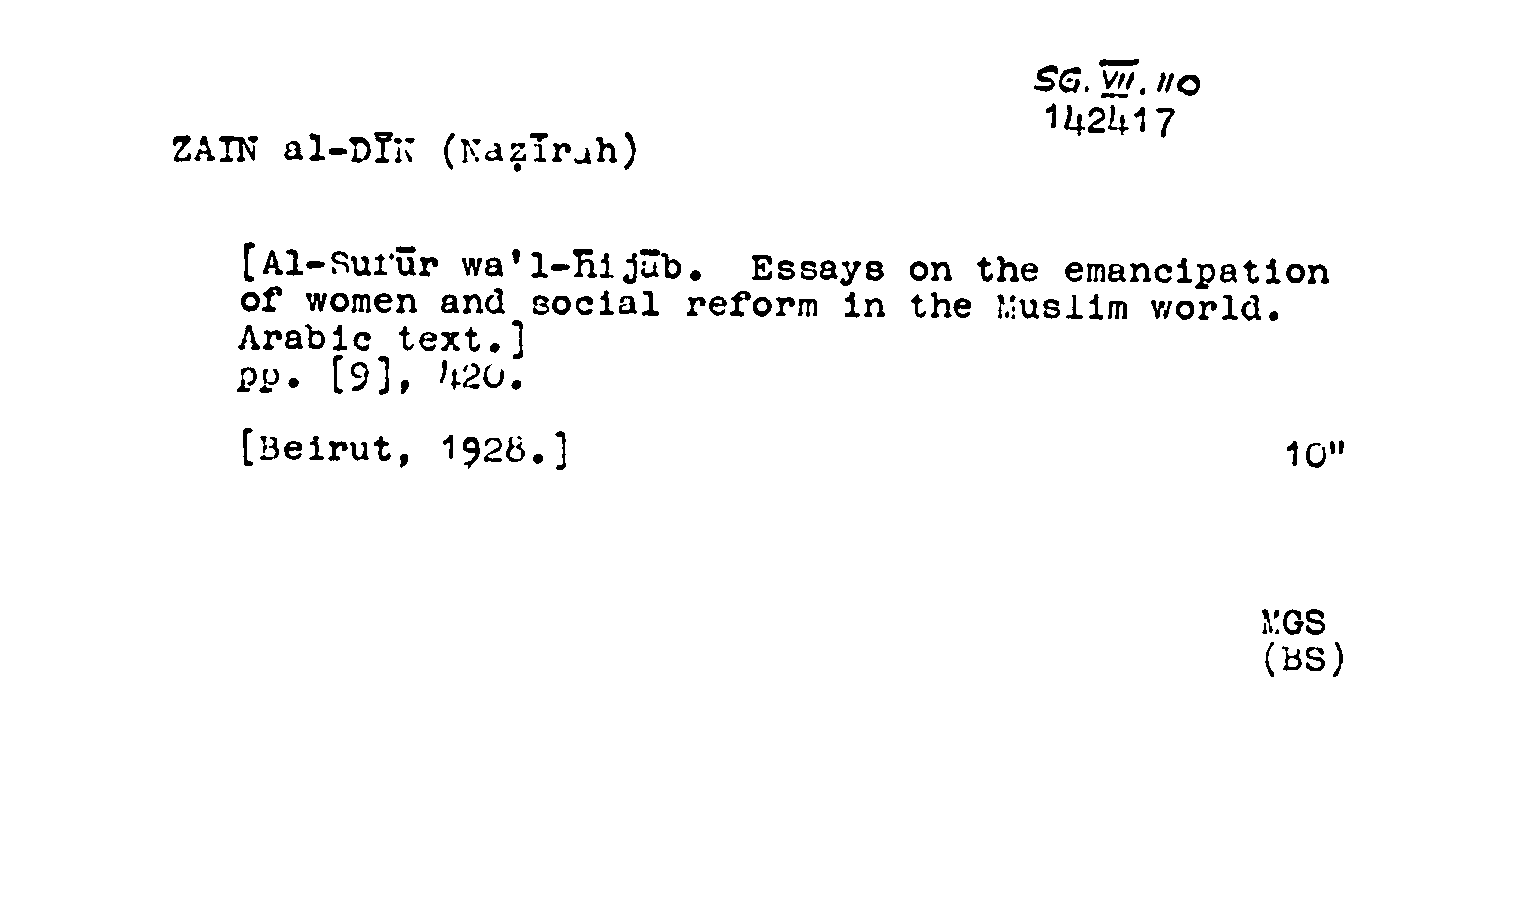 SG. VII. 110
142417
ZAIN al-DĪN (Naẓīrah)
[Al-Sufūr wa'l-ḥijāb. Essays on the emancipation
of women and social reform in the Muslim world.
Arabic text.]
pp. [9], 420.
[Beirut, 1928.] 10"
MGS
(BS)